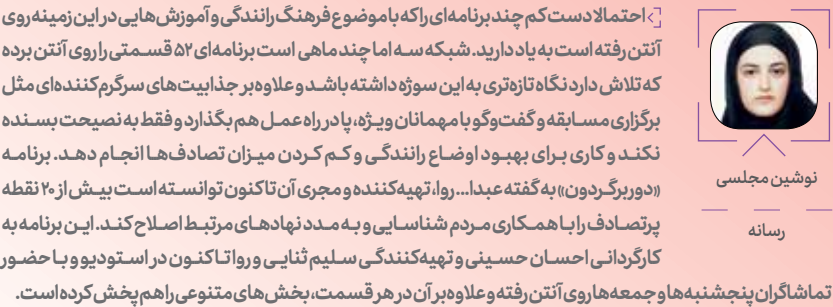 احتمالا دست کم چند برنامه‌ای را که با موضوع فرهنگ رانندگی و آموزش‌هایی در این زمینه روی
آنتن رفته است به یاد دارید. شبکه سه اما چند ماهی است برنامه‌ای ۵۲ قسمتی را روی آنتن برده
که تلاش دارد نگاه تازه‌تری به این سوژه داشته باشد و علاوه بر جذابیت‌های سرگرم‌کننده‌ای مثل
برگزاری مسابقه و گفت‌وگو با مهمانان ویژه، پا در راه عمل هم بگذارد و فقط به نصیحت بسنده
نکند و کاری برای بهبود اوضاع رانندگی و کم کردن میزان تصادف‌ها انجام دهد. برنامه
«دوربرگردون» به گفته عبدا... روا، تهیه‌کننده و مجری آن تاکنون توانسته است بیش از ۲۰ نقطه
پرتصادف را با همکاری مردم شناسایی و به مدد نهادهای مرتبط اصلاح کند. این برنامه به
کارگردانی احسان حسینی و تهیه‌کنندگی سلیم ثنایی و روا تاکنون در استودیو و با حضور
تماشاگران پنجشنبه‌ها و جمعه‌ها روی آنتن رفته و علاوه بر آن در هر قسمت، بخش‌های متنوعی را هم پخش کرده است.
نوشین مجلسی
رسانه